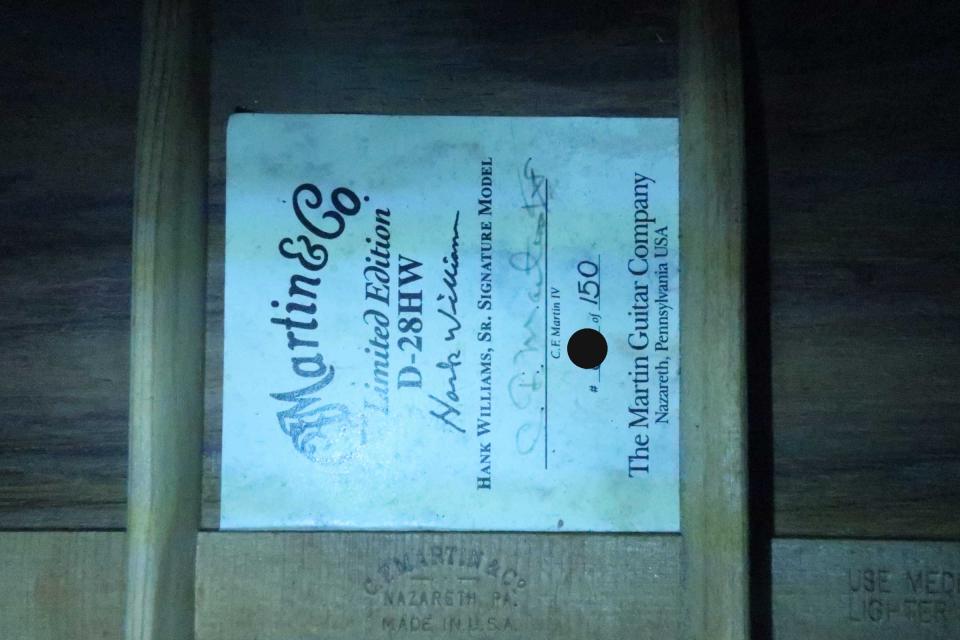 Martin & Co.
Limited Edition
D-28HW
Hank Williams
Hank Williams, Sr. Signature Model
C. F. Martin IV
# of 150
The Martin Guitar Company
Nazareth, Pennsylvania USA
C.F. MARTIN & Co
NAZARETH PA.
MADE IN U.S.A.
USE
LIGHTER